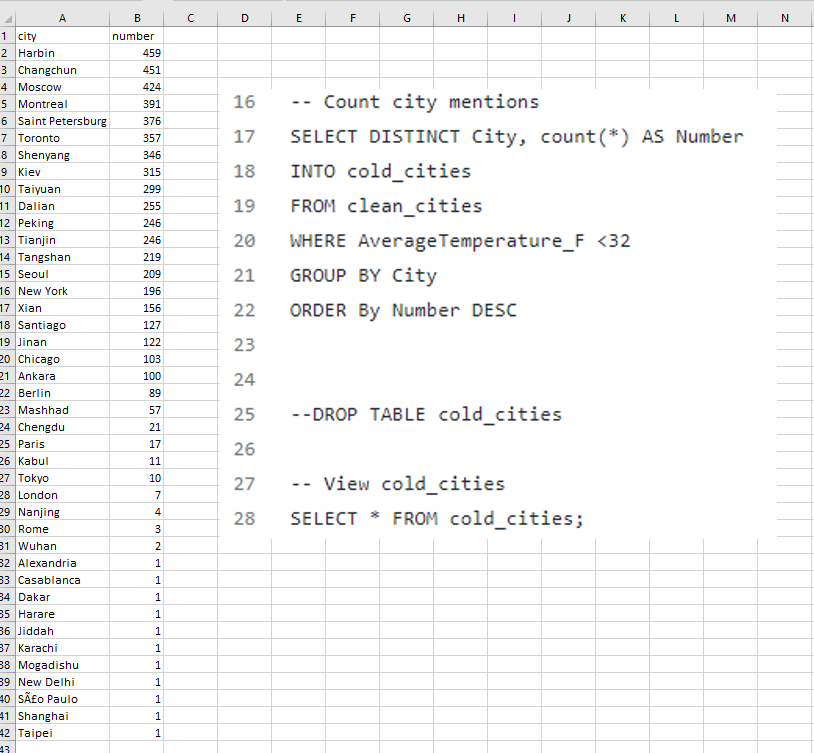 A B C D E F G H I J K L M N
1 city number
2 Harbin 459
3 Changchun 451
4 Moscow 424
5 Montreal 391
6 Saint Petersburg 376
7 Toronto 357
8 Shenyang 346
9 Kiev 315
10 Taiyuan 299
11 Dalian 255
12 Peking 246
13 Tianjin 246
14 Tangshan 219
15 Seoul 209
16 New York 196
17 Xian 156
18 Santiago 127
19 Jinan 122
20 Chicago 103
21 Ankara 100
22 Berlin 89
23 Mashhad 57
24 Chengdu 21
25 Paris 17
26 Kabul 11
27 Tokyo 10
28 London 7
29 Nanjing 4
30 Rome 3
31 Wuhan 2
32 Alexandria 1
33 Casablanca 1
34 Dakar 1
35 Harare 1
36 Jiddah 1
37 Karachi 1
38 Mogadishu 1
39 New Delhi 1
40 SÃ£o Paulo 1
41 Shanghai 1
42 Taipei 1
43
16 -- Count city mentions
17 SELECT DISTINCT City, count(*) AS Number
18 INTO cold_cities
19 FROM clean_cities
20 WHERE AverageTemperature_F <32
21 GROUP BY City
22 ORDER By Number DESC
23
24
25 --DROP TABLE cold_cities
26
27 -- View cold_cities
28 SELECT * FROM cold_cities;